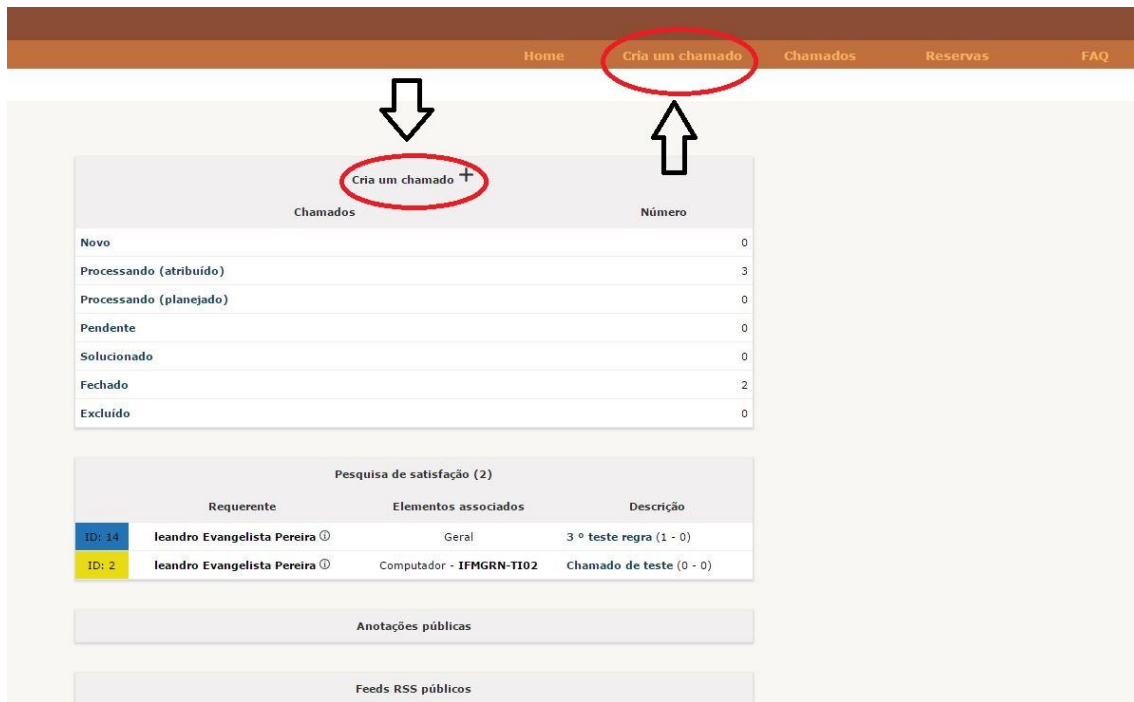 Home Cria um chamado Chamados Reservas FAQ
Cria um chamado +
Chamados Número
Novo 0
Processando (atribuído) 3
Processando (planejado) 0
Pendente 0
Solucionado 0
Fechado 2
Excluído 0
Pesquisa de satisfação (2)
Requerente Elementos associados Descrição
ID: 14 leandro Evangelista Pereira Geral 3 º teste regra (1 - 0)
ID: 2 leandro Evangelista Pereira Computador - IFMGRN-TI02 Chamado de teste (0 - 0)
Anotações públicas
Feeds RSS públicos